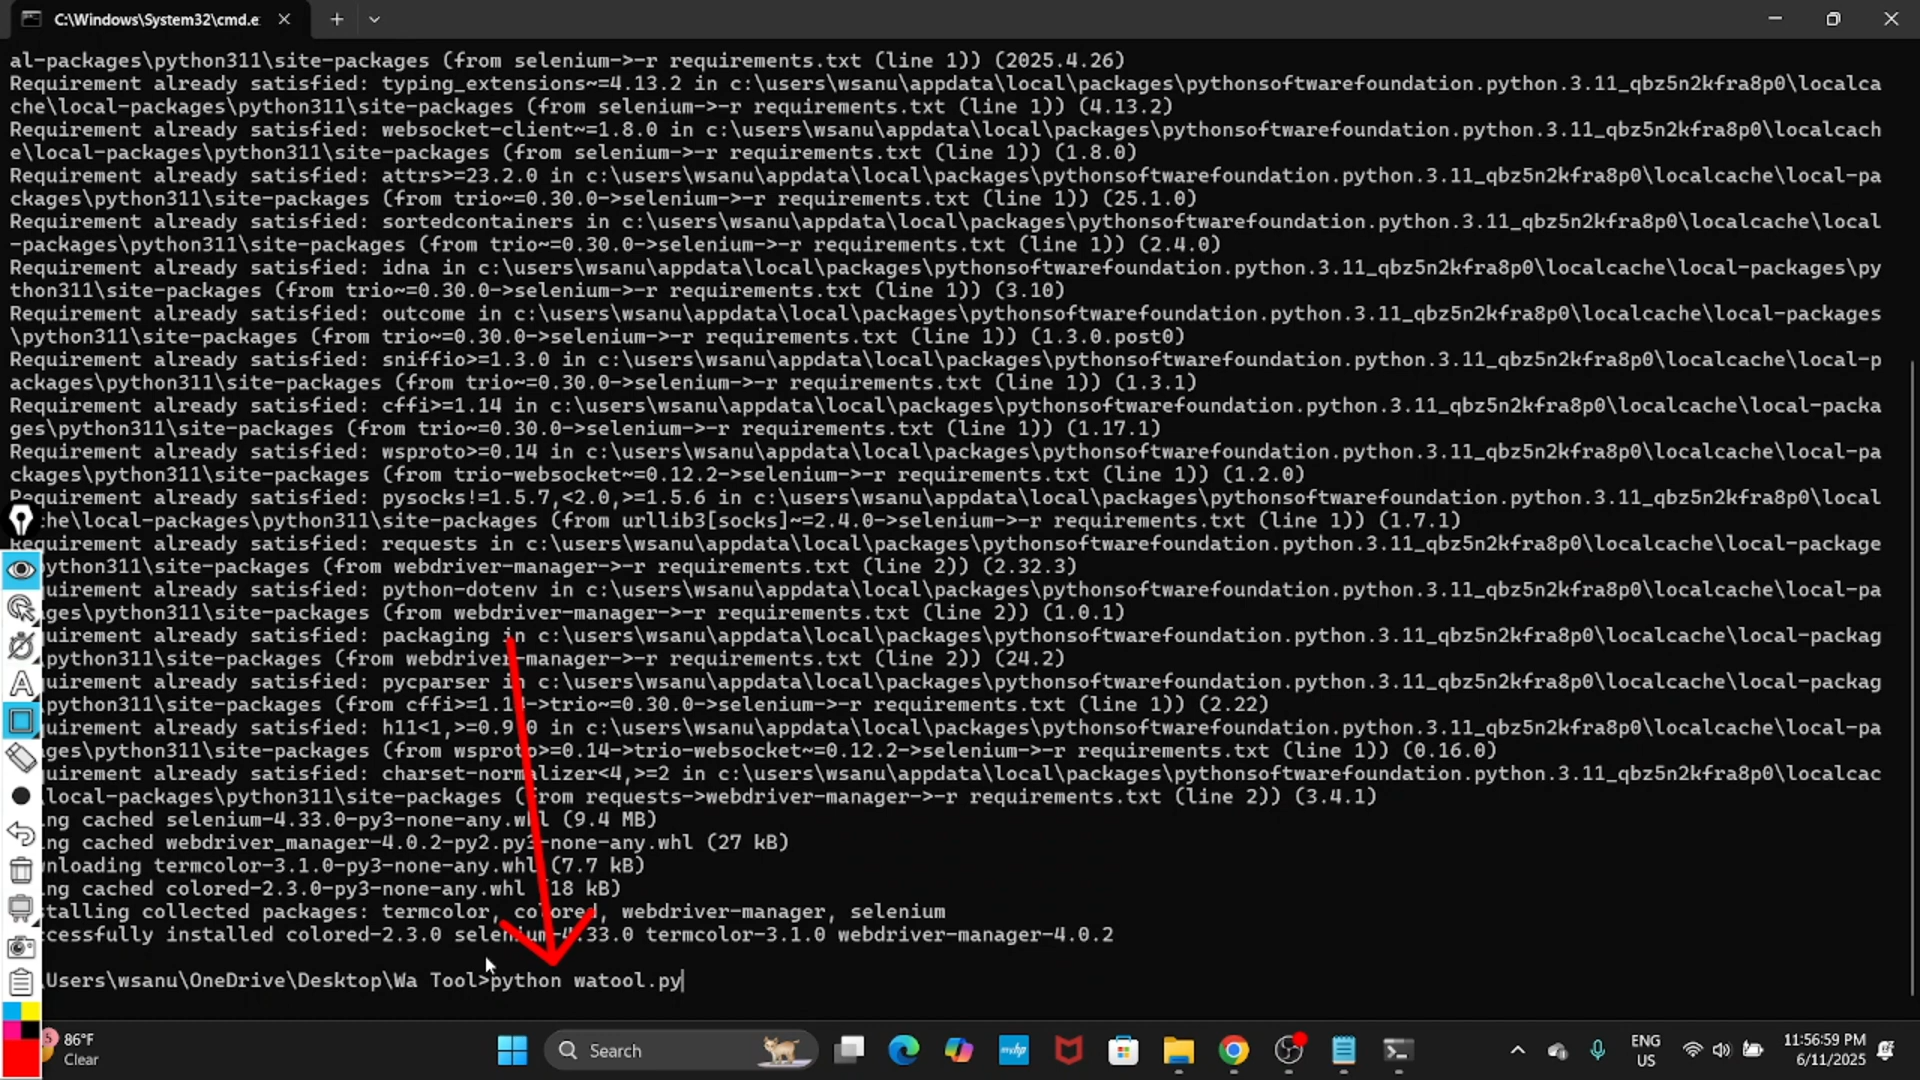 C:\Windows\System32\cmd.e
al-packages\python311\site-packages (from selenium->-r requirements.txt (line 1)) (2025.4.26)
Requirement already satisfied: typing_extensions~=4.13.2 in c:\users\wsanu\appdata\local\packages\pythonsoftwarefoundation.python.3.11_qbz5n2kfra8p0\localca
che\local-packages\python311\site-packages (from selenium->-r requirements.txt (line 1)) (4.13.2)
Requirement already satisfied: websocket-client~=1.8.0 in c:\users\wsanu\appdata\local\packages\pythonsoftwarefoundation.python.3.11_qbz5n2kfra8p0\localcach
e\local-packages\python311\site-packages (from selenium->-r requirements.txt (line 1)) (1.8.0)
Requirement already satisfied: attrs>=23.2.0 in c:\users\wsanu\appdata\local\packages\pythonsoftwarefoundation.python.3.11_qbz5n2kfra8p0\localcache\local-pa
ckages\python311\site-packages (from trio~=0.30.0->selenium->-r requirements.txt (line 1)) (25.1.0)
Requirement already satisfied: sortedcontainers in c:\users\wsanu\appdata\local\packages\pythonsoftwarefoundation.python.3.11_qbz5n2kfra8p0\localcache\local
-packages\python311\site-packages (from trio~=0.30.0->selenium->-r requirements.txt (line 1)) (2.4.0)
Requirement already satisfied: idna in c:\users\wsanu\appdata\local\packages\pythonsoftwarefoundation.python.3.11_qbz5n2kfra8p0\localcache\local-packages\py
thon311\site-packages (from trio~=0.30.0->selenium->-r requirements.txt (line 1)) (3.10)
Requirement already satisfied: outcome in c:\users\wsanu\appdata\local\packages\pythonsoftwarefoundation.python.3.11_qbz5n2kfra8p0\localcache\local-packages
\python311\site-packages (from trio~=0.30.0->selenium->-r requirements.txt (line 1)) (1.3.0.post0)
Requirement already satisfied: sniffio>=1.3.0 in c:\users\wsanu\appdata\local\packages\pythonsoftwarefoundation.python.3.11_qbz5n2kfra8p0\localcache\local-p
ackages\python311\site-packages (from trio~=0.30.0->selenium->-r requirements.txt (line 1)) (1.3.1)
Requirement already satisfied: cffi>=1.14 in c:\users\wsanu\appdata\local\packages\pythonsoftwarefoundation.python.3.11_qbz5n2kfra8p0\localcache\local-packa
ges\python311\site-packages (from trio~=0.30.0->selenium->-r requirements.txt (line 1)) (1.17.1)
Requirement already satisfied: wsproto>=0.14 in c:\users\wsanu\appdata\local\packages\pythonsoftwarefoundation.python.3.11_qbz5n2kfra8p0\localcache\local-pa
ckages\python311\site-packages (from trio-websocket~=0.12.2->selenium->-r requirements.txt (line 1)) (1.2.0)
Requirement already satisfied: pysocks!=1.5.7,<2.0,>=1.5.6 in c:\users\wsanu\appdata\local\packages\pythonsoftwarefoundation.python.3.11_qbz5n2kfra8p0\local
che\local-packages\python311\site-packages (from urllib3[socks]~=2.4.0->selenium->-r requirements.txt (line 1)) (1.7.1)
equirement already satisfied: requests in c:\users\wsanu\appdata\local\packages\pythonsoftwarefoundation.python.3.11_qbz5n2kfra8p0\localcache\local-package
ython311\site-packages (from webdriver-manager->-r requirements.txt (line 2)) (2.32.3)
quirement already satisfied: python-dotenv in c:\users\wsanu\appdata\local\packages\pythonsoftwarefoundation.python.3.11_qbz5n2kfra8p0\localcache\local-pack
ages\python311\site-packages (from webdriver-manager->-r requirements.txt (line 2)) (1.0.1)
quirement already satisfied: packaging in c:\users\wsanu\appdata\local\packages\pythonsoftwarefoundation.python.3.11_qbz5n2kfra8p0\localcache\local-packag
\python311\site-packages (from webdriver-manager->-r requirements.txt (line 2)) (24.2)
quirement already satisfied: pycparser in c:\users\wsanu\appdata\local\packages\pythonsoftwarefoundation.python.3.11_qbz5n2kfra8p0\localcache\local-packag
\python311\site-packages (from cffi>=1.14->trio~=0.30.0->selenium->-r requirements.txt (line 1)) (2.22)
quirement already satisfied: h11<1,>=0.9.0 in c:\users\wsanu\appdata\local\packages\pythonsoftwarefoundation.python.3.11_qbz5n2kfra8p0\localcache\local-pa
ages\python311\site-packages (from wsproto>=0.14->trio-websocket~=0.12.2->selenium->-r requirements.txt (line 1)) (0.16.0)
quirement already satisfied: charset-normalizer<4,>=2 in c:\users\wsanu\appdata\local\packages\pythonsoftwarefoundation.python.3.11_qbz5n2kfra8p0\localcac
\local-packages\python311\site-packages (from requests->webdriver-manager->-r requirements.txt (line 2)) (3.4.1)
ing cached selenium-4.33.0-py3-none-any.whl (9.4 MB)
ing cached webdriver_manager-4.0.2-py2.py3-none-any.whl (27 kB)
wnloading termcolor-3.1.0-py3-none-any.whl (7.7 kB)
ing cached colored-2.3.0-py3-none-any.whl (18 kB)
stalling collected packages: termcolor, colored, webdriver-manager, selenium
ccessfully installed colored-2.3.0 selenium-4.33.0 termcolor-3.1.0 webdriver-manager-4.0.2
\Users\wsanu\OneDrive\Desktop\Wa Tool>python watool.py
5
86°F
Clear
Search
myhp
ENG
US
11:56:59 PM
6/11/2025